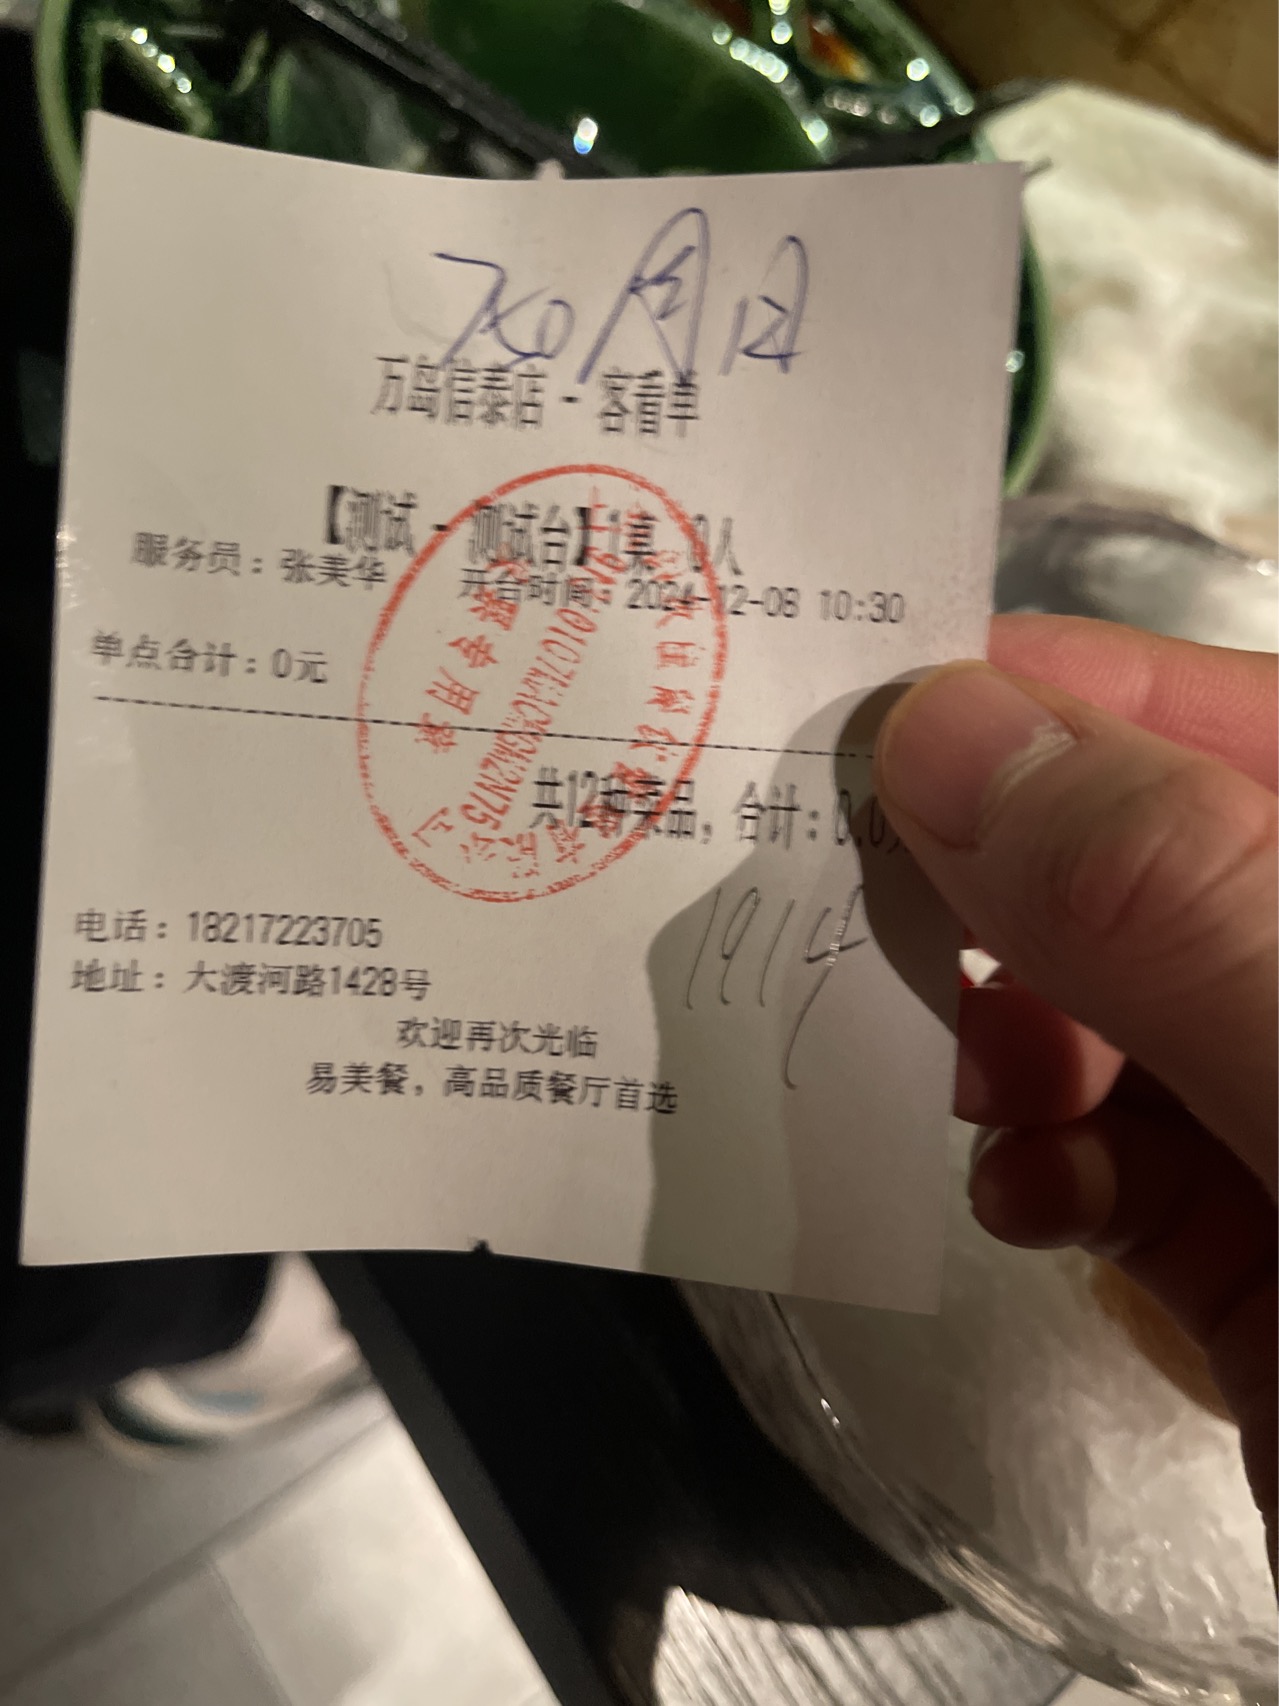 万岛信泰店 - 客看单
【测试 - 测试台】1桌 0人
服务员：张美华 开台时间：2024-12-08 10:30
单点合计：0元
共12种菜品，合计：0.0
1914
电话：18217223705
地址：大渡河路1428号
欢迎再次光临
易美餐，高品质餐厅首选